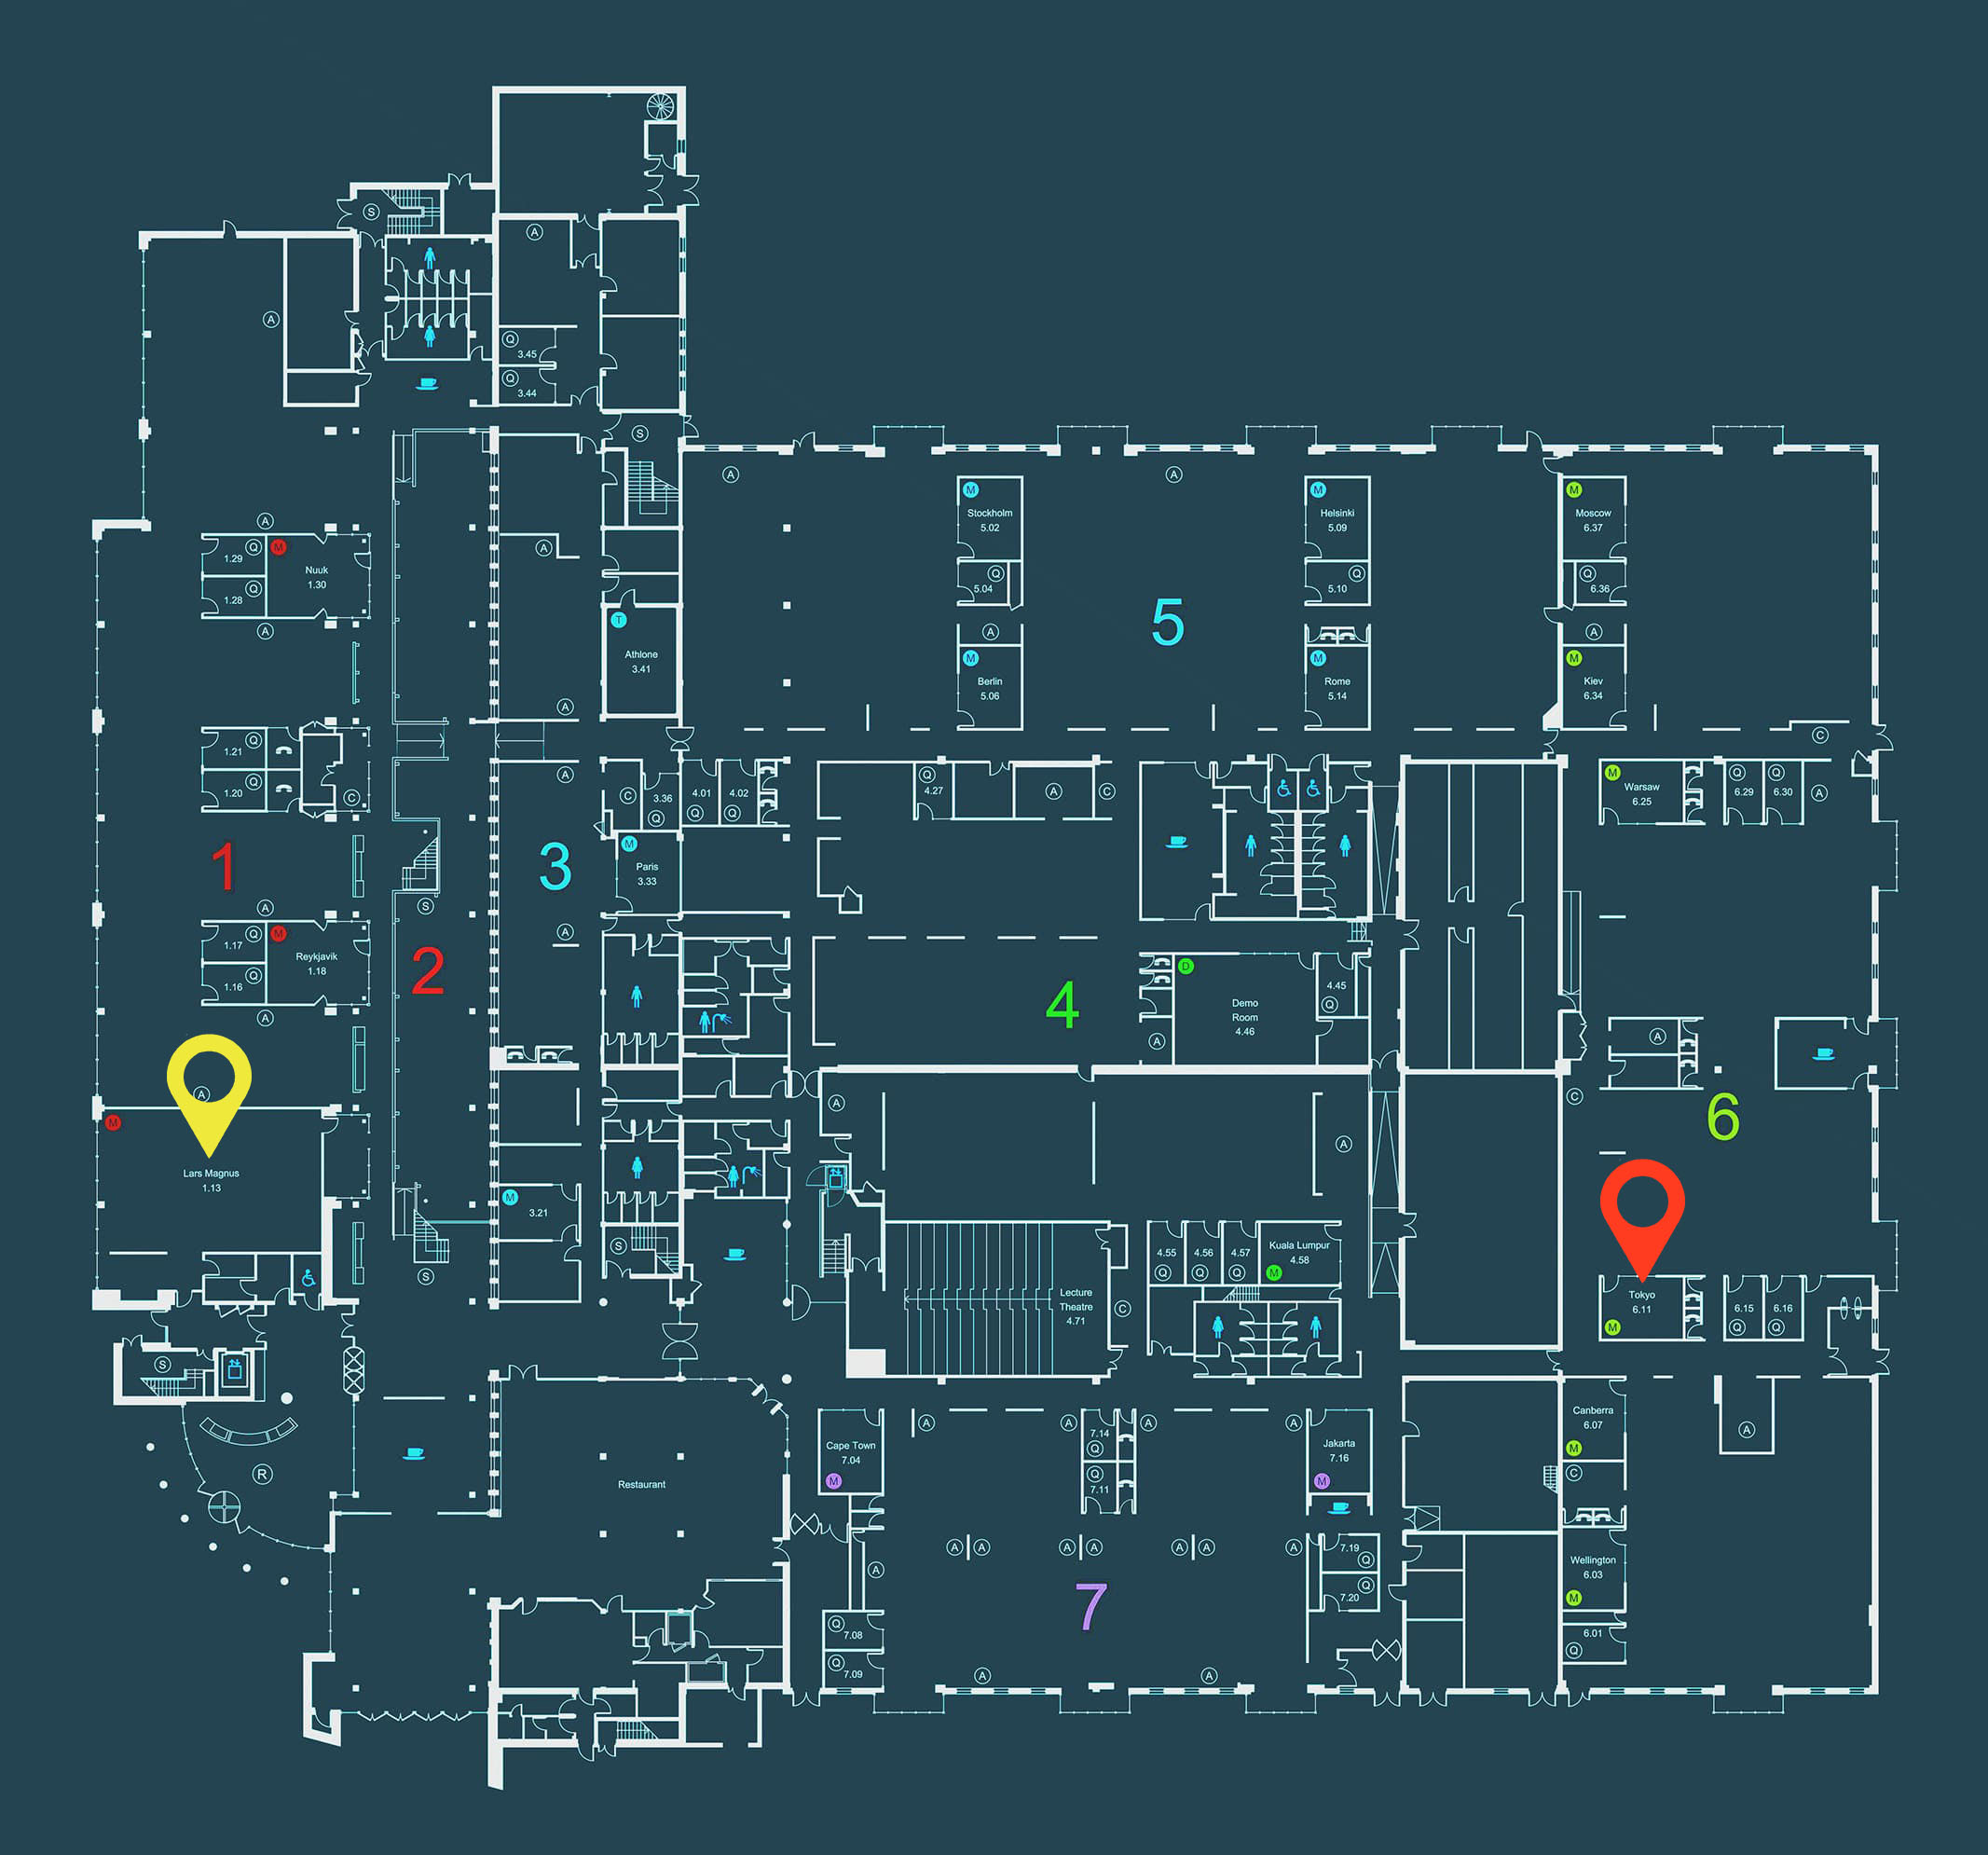 S
A
A
Q
3.45
Q
3.44
S
A
A
M
Stockholm
5.02
M
Helsinki
5.09
M
Moscow
6.37
A
1.29
Q
M
Nuuk
1.30
1.28
Q
A
A
Q
5.04
Q
5.10
Q
6.36
T
Athlone
3.41
5
A
A
A
M
Berlin
5.06
M
Rome
5.14
M
Kiev
6.34
A
C
1.21
Q
1.20
Q
C
A
C
3.36
Q
4.01
Q
4.02
Q
Q
4.27
A
C
M
Warsaw
6.25
Q
6.29
Q
6.30
A
1
3
M
Paris
3.33
A
S
A
1.17
Q
M
Reykjavik
1.18
1.16
Q
A
2
4
A
D
Demo
Room
4.46
4.45
Q
A
A
M
Lars Magnus
1.13
A
A
C
6
M
3.21
S
S
4.55
Q
4.56
Q
4.57
Q
Kuala Lumpur
4.58
M
Lecture
Theatre
4.71
C
Tokyo
6.11
M
6.15
Q
6.16
Q
S
R
Restaurant
Cape Town
7.04
M
A
A
7.14
Q
Q
7.11
A
A
Jakarta
7.16
M
Canberra
6.07
M
C
A
A
A
A
A
A
A
A
A
7.19
Q
Q
7.20
Wellington
6.03
M
7
Q
7.08
Q
7.09
A
A
6.01
Q